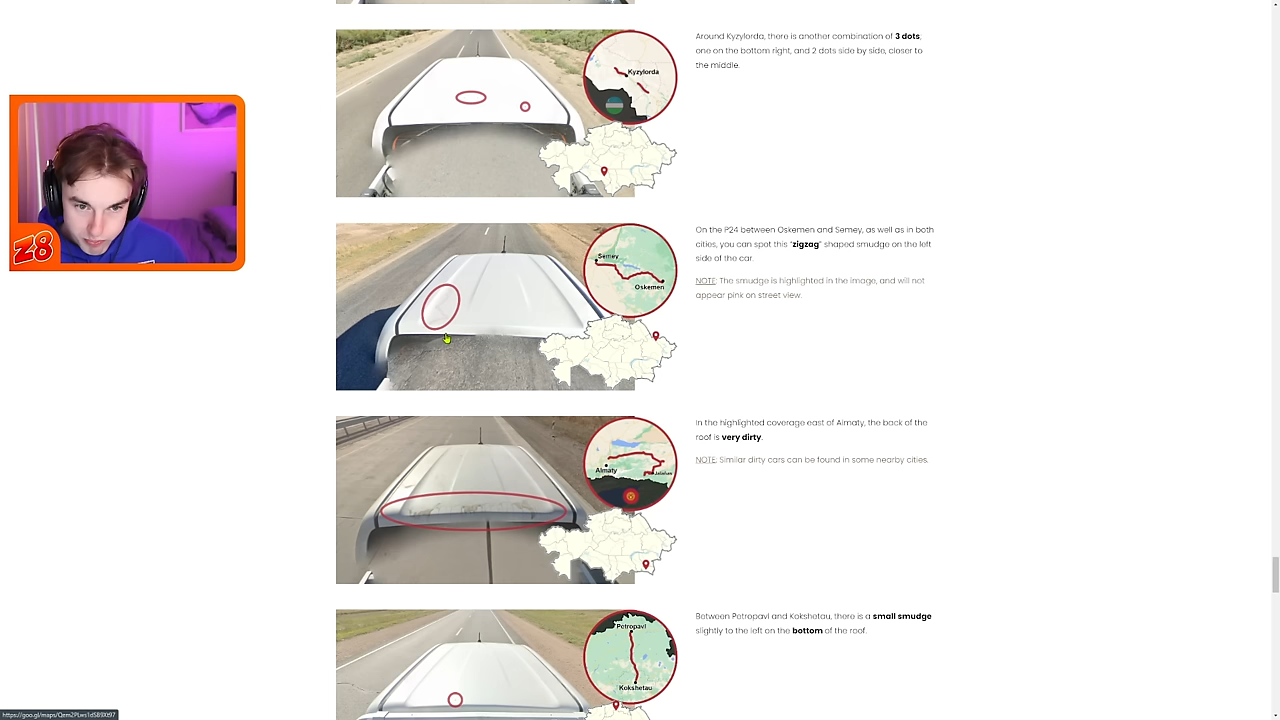 Around Kyzylorda, there is another combination of 3 dots,
one on the bottom right, and 2 dots side by side, closer to
the middle.
Kyzylorda
On the P24 between Oskemen and Semey, as well as in both
cities, you can spot this "zigzag" shaped smudge on the left
side of the car.
NOTE: The smudge is highlighted in the image, and will not
appear pink on street view.
Semey
Oskemen
Z8
In the highlighted coverage east of Almaty, the back of the
roof is very dirty.
NOTE: Similar dirty cars can be found in some nearby cities.
Almaty
Between Petropavl and Kokshetau, there is a small smudge
slightly to the left on the bottom of the roof.
Petropavl
Kokshetau